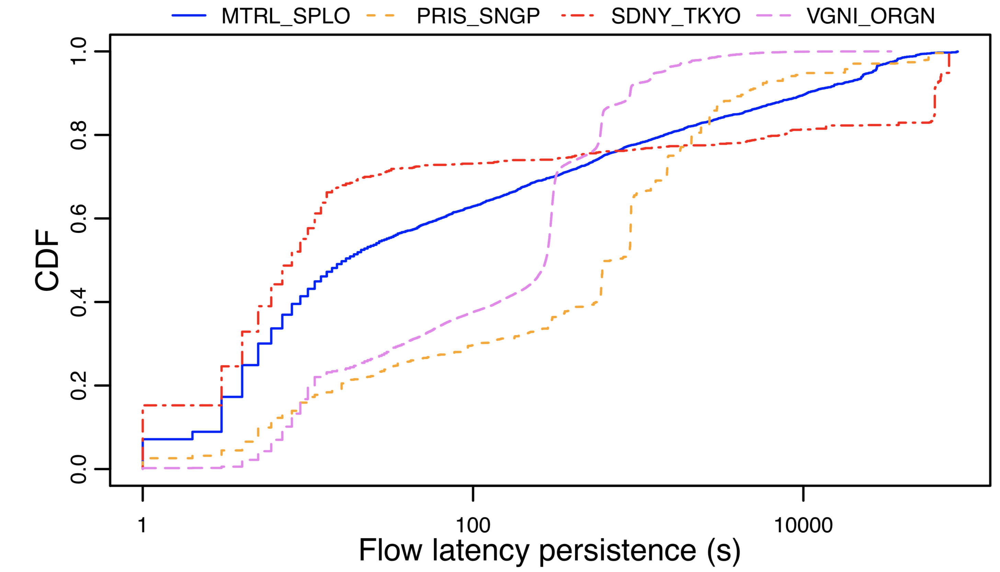 MTRL_SPLO PRIS_SNGP SDNY_TKYO VGNI_ORGN
1.0
0.8
0.6
0.4
0.2
0.0
CDF
1 100 10000
Flow latency persistence (s)